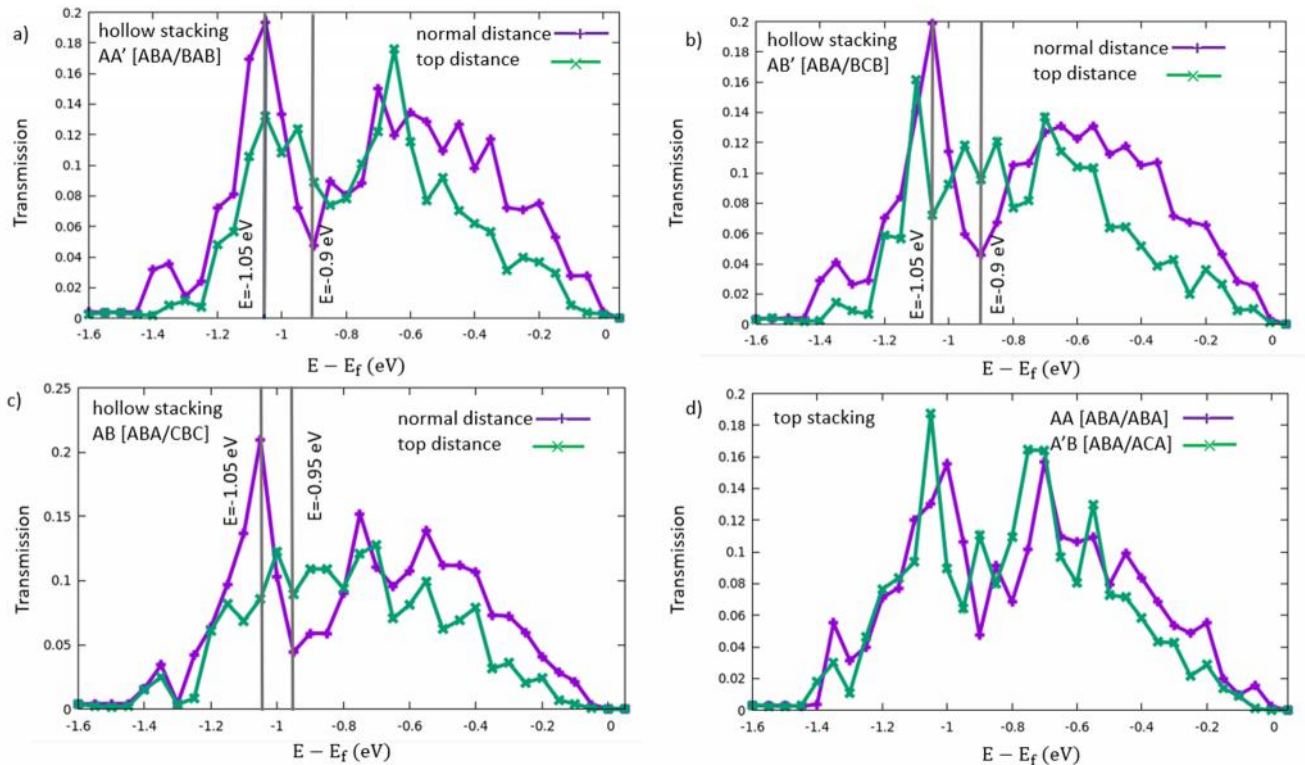 a)
hollow stacking
AA' [ABA/BAB]
normal distance
top distance
E=-1.05 eV
E=-0.9 eV
Transmission
0.2
0.18
0.16
0.14
0.12
0.1
0.08
0.06
0.04
0.02
0
-1.6
-1.4
-1.2
-1
-0.8
-0.6
-0.4
-0.2
0
E − E_f (eV)
b)
hollow stacking
AB' [ABA/BCB]
normal distance
top distance
E=-1.05 eV
E=-0.9 eV
Transmission
0.2
0.18
0.16
0.14
0.12
0.1
0.08
0.06
0.04
0.02
0
-1.6
-1.4
-1.2
-1
-0.8
-0.6
-0.4
-0.2
0
E − E_f (eV)
c)
hollow stacking
AB [ABA/CBC]
normal distance
top distance
E=-1.05 eV
E=-0.95 eV
Transmission
0.25
0.2
0.15
0.1
0.05
0
-1.6
-1.4
-1.2
-1
-0.8
-0.6
-0.4
-0.2
0
E − E_f (eV)
d)
top stacking
AA [ABA/ABA]
A'B [ABA/ACA]
Transmission
0.2
0.18
0.16
0.14
0.12
0.1
0.08
0.06
0.04
0.02
0
-1.6
-1.4
-1.2
-1
-0.8
-0.6
-0.4
-0.2
0
E − E_f (eV)